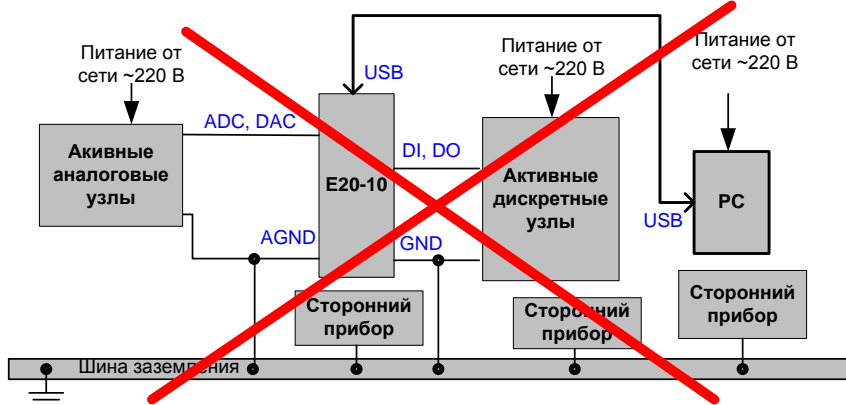 Питание от
сети ~220 В
Питание от
сети ~220 В
Питание от
сети ~220 В
USB
ADC, DAC
DI, DO
Акивные
аналоговые
узлы
E20-10
Активные
дискретные
узлы
PC
USB
AGND
GND
Сторонний
прибор
Сторонний
прибор
Сторонний
прибор
Шина заземления